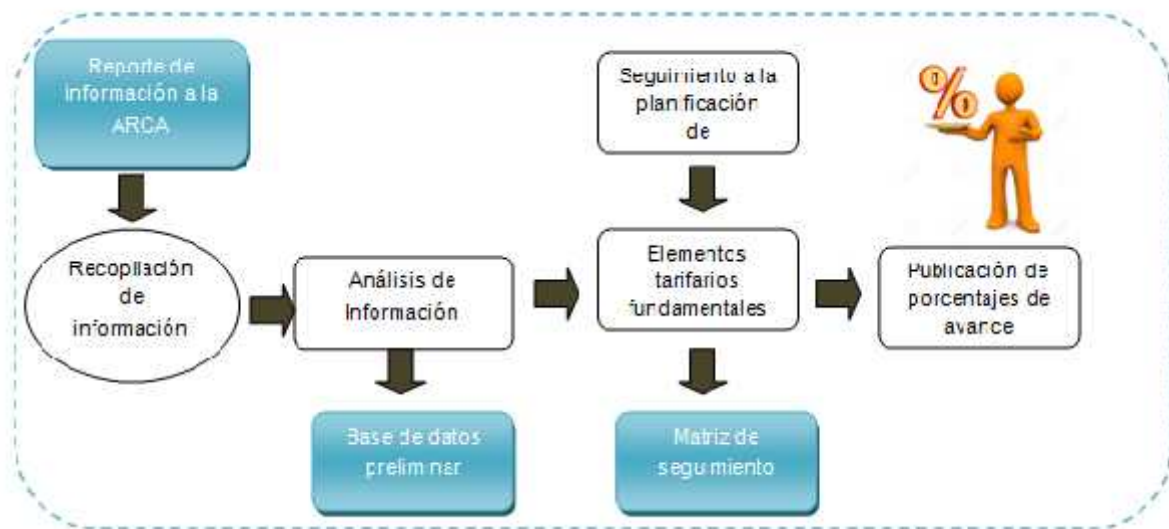 Reporte de
información a la
ARCA
Seguimiento a la
planificación
de
%
Recopilación
de
información
Análisis de
Información
Elementos
tarifarios
fundamentales
Publicación de
porcentajes de
avance
Base de datos
preliminar
Matriz de
seguimiento